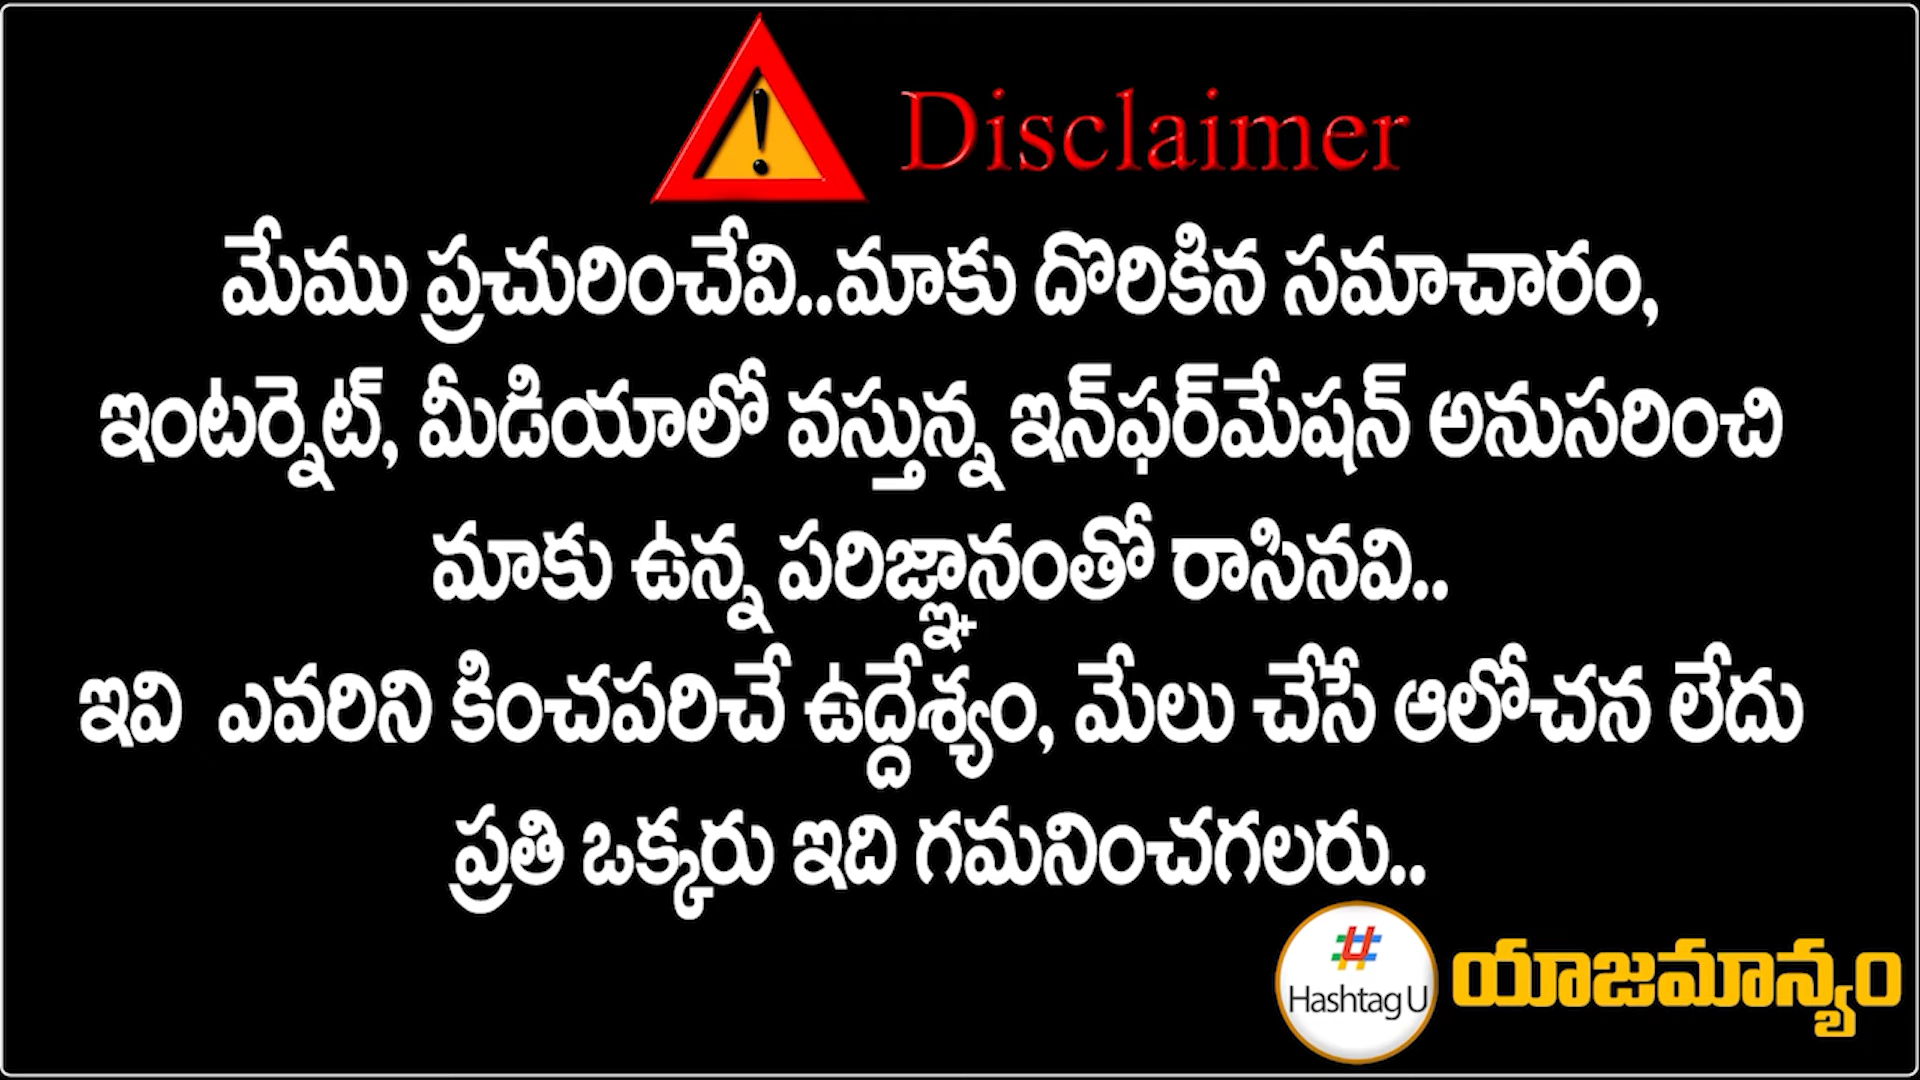 Disclaimer
మేము ప్రచురించేవి..మాకు దొరికిన సమాచారం,
ఇంటర్నెట్, మీడియాలో వస్తున్న ఇన్‌ఫర్‌మేషన్ అనుసరించి
మాకు ఉన్న పరిజ్ఞానంతో రాసినవి..
ఇవి ఎవరిని కించపరిచే ఉద్దేశ్యం, మేలు చేసే ఆలోచన లేదు
ప్రతి ఒక్కరు ఇది గమనించగలరు..
Hashtag U యాజమాన్యం